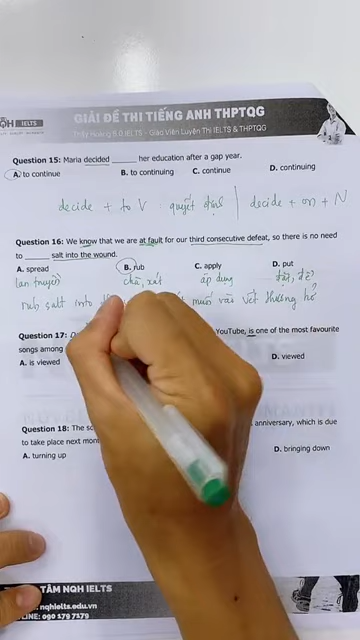 NQH IELTS
GIẢI ĐỀ THI TIẾNG ANH THPTQG
Thầy Hoàng 8.0 IELTS - Giáo Viên Luyện Thi IELTS & THPTQG
Question 15: Maria decided ______ her education after a gap year.
A. to continue B. to continuing C. continue D. continuing
decide + to V : quyết định | decide + on + N
Question 16: We know that we are at fault for our third consecutive defeat, so there is no need
to ______ salt into the wound.
A. spread B. rub C. apply D. put
lan truyền chà, xát áp dụng đặt, để
rub salt into muối vào vết thương hở
Question 17: YouTube, is one of the most favourite
songs among
A. is viewed D. viewed
Question 18: The anniversary, which is due
to take place next
A. turning up D. bringing down
TÂM NQH IELTS
nqhielts.edu.vn
LINE: 090 179 7179